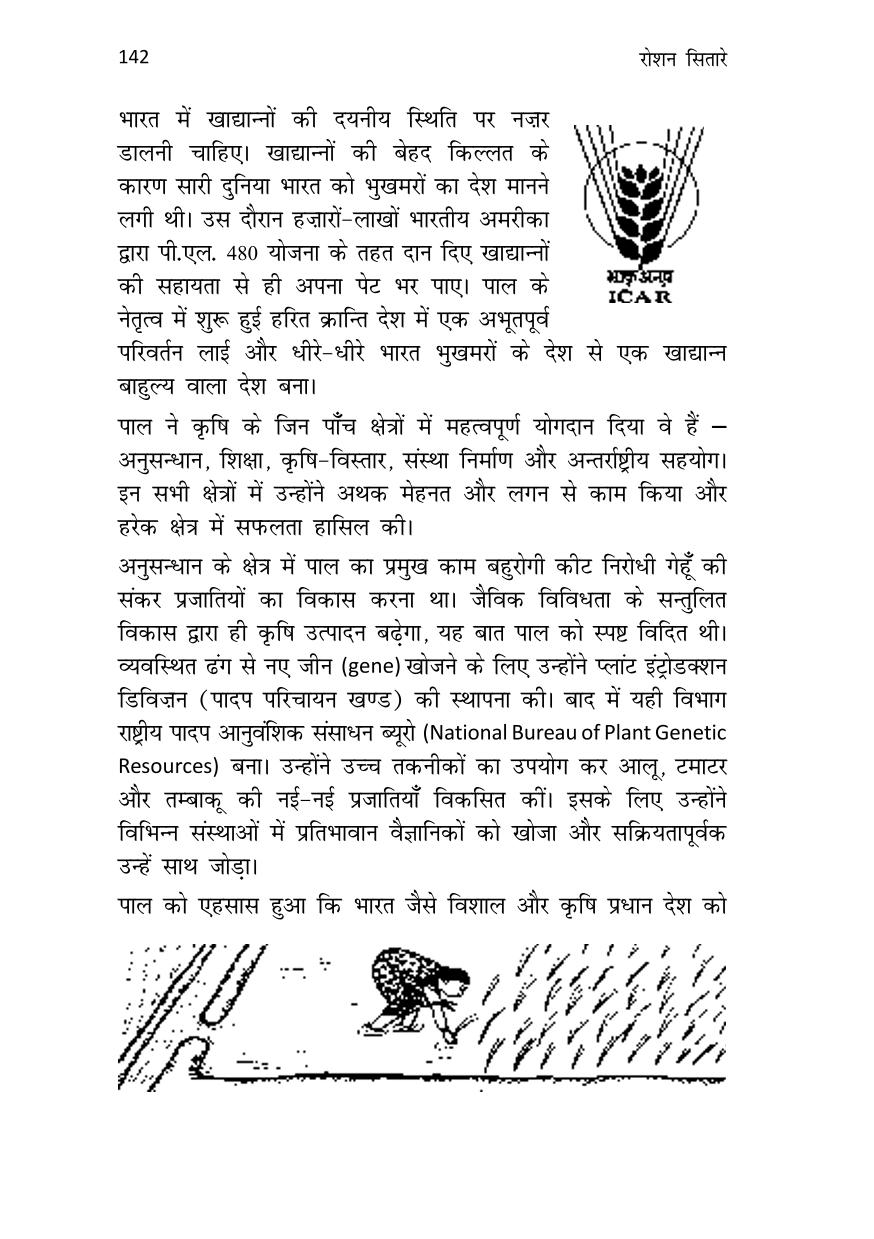 142 रोशन सितारे
भारत में खाद्यान्नों की दयनीय स्थिति पर नज़र
डालनी चाहिए। खाद्यान्नों की बेहद किल्लत के
कारण सारी दुनिया भारत को भुखमरों का देश मानने
लगी थी। उस दौरान हज़ारों-लाखों भारतीय अमरीका
द्वारा पी.एल. 480 योजना के तहत दान दिए खाद्यान्नों
की सहायता से ही अपना पेट भर पाए। पाल के
नेतृत्व में शुरू हुई हरित क्रान्ति देश में एक अभूतपूर्व
भाकृअनुप
ICAR
परिवर्तन लाई और धीरे-धीरे भारत भुखमरों के देश से एक खाद्यान्न
बाहुल्य वाला देश बना।
पाल ने कृषि के जिन पाँच क्षेत्रों में महत्वपूर्ण योगदान दिया वे हैं –
अनुसन्धान, शिक्षा, कृषि-विस्तार, संस्था निर्माण और अन्तर्राष्ट्रीय सहयोग।
इन सभी क्षेत्रों में उन्होंने अथक मेहनत और लगन से काम किया और
हरेक क्षेत्र में सफलता हासिल की।
अनुसन्धान के क्षेत्र में पाल का प्रमुख काम बहुरोगी कीट निरोधी गेहूँ की
संकर प्रजातियों का विकास करना था। जैविक विविधता के सन्तुलित
विकास द्वारा ही कृषि उत्पादन बढ़ेगा, यह बात पाल को स्पष्ट विदित थी।
व्यवस्थित ढंग से नए जीन (gene) खोजने के लिए उन्होंने प्लांट इंट्रोडक्शन
डिविज़न (पादप परिचायन खण्ड) की स्थापना की। बाद में यही विभाग
राष्ट्रीय पादप आनुवंशिक संसाधन ब्यूरो (National Bureau of Plant Genetic
Resources) बना। उन्होंने उच्च तकनीकों का उपयोग कर आलू, टमाटर
और तम्बाकू की नई-नई प्रजातियाँ विकसित कीं। इसके लिए उन्होंने
विभिन्न संस्थाओं में प्रतिभावान वैज्ञानिकों को खोजा और सक्रियतापूर्वक
उन्हें साथ जोड़ा।
पाल को एहसास हुआ कि भारत जैसे विशाल और कृषि प्रधान देश को